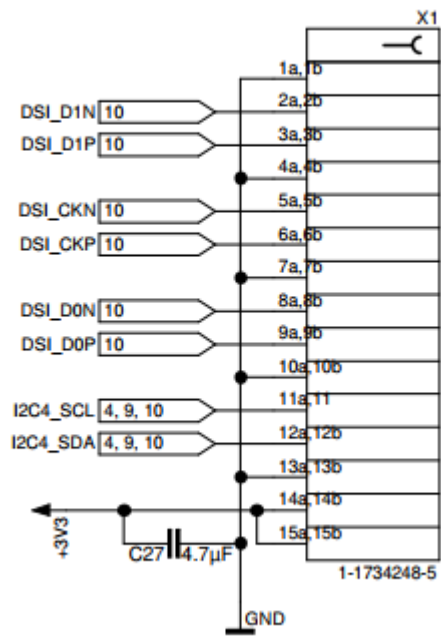 X1
1a,1b
DSI_D1N 10 2a,2b
DSI_D1P 10 3a,3b
4a,4b
DSI_CKN 10 5a,5b
DSI_CKP 10 6a,6b
7a,7b
DSI_D0N 10 8a,8b
DSI_D0P 10 9a,9b
10a,10b
I2C4_SCL 4, 9, 10 11a,11
I2C4_SDA 4, 9, 10 12a,12b
13a,13b
14a,14b
+3V3
15a,15b
C27 4.7µF
1-1734248-5
GND